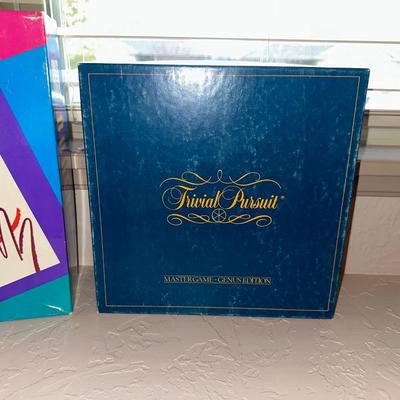 Trivial Pursuit®
MASTER GAME - GENUS EDITION